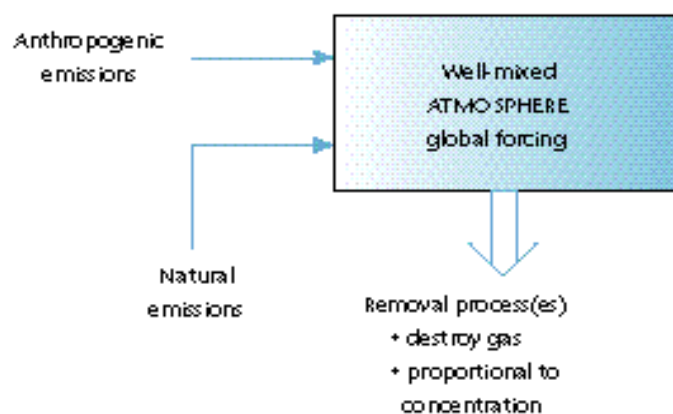 Anthropogenic
emissions
Well-mixed
ATMOSPHERE
global forcing
Natural
emissions
Removal process(es)
• destroy gas
• proportional to
concentration